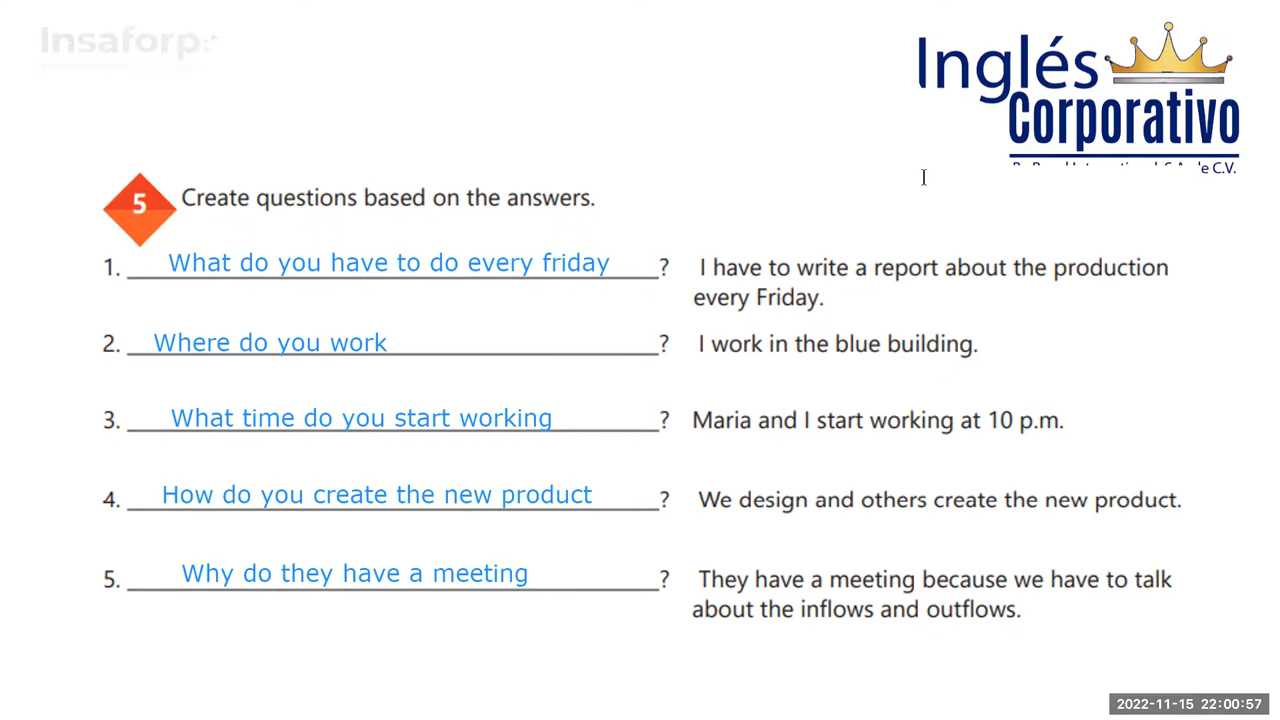 Insaforp
Inglés
Corporativo
S.A. de C.V.
5 Create questions based on the answers.
1. What do you have to do every friday ? I have to write a report about the production
every Friday.
2. Where do you work ? I work in the blue building.
3. What time do you start working ? Maria and I start working at 10 p.m.
4. How do you create the new product ? We design and others create the new product.
5. Why do they have a meeting ? They have a meeting because we have to talk
about the inflows and outflows.
2022-11-15 22:00:57